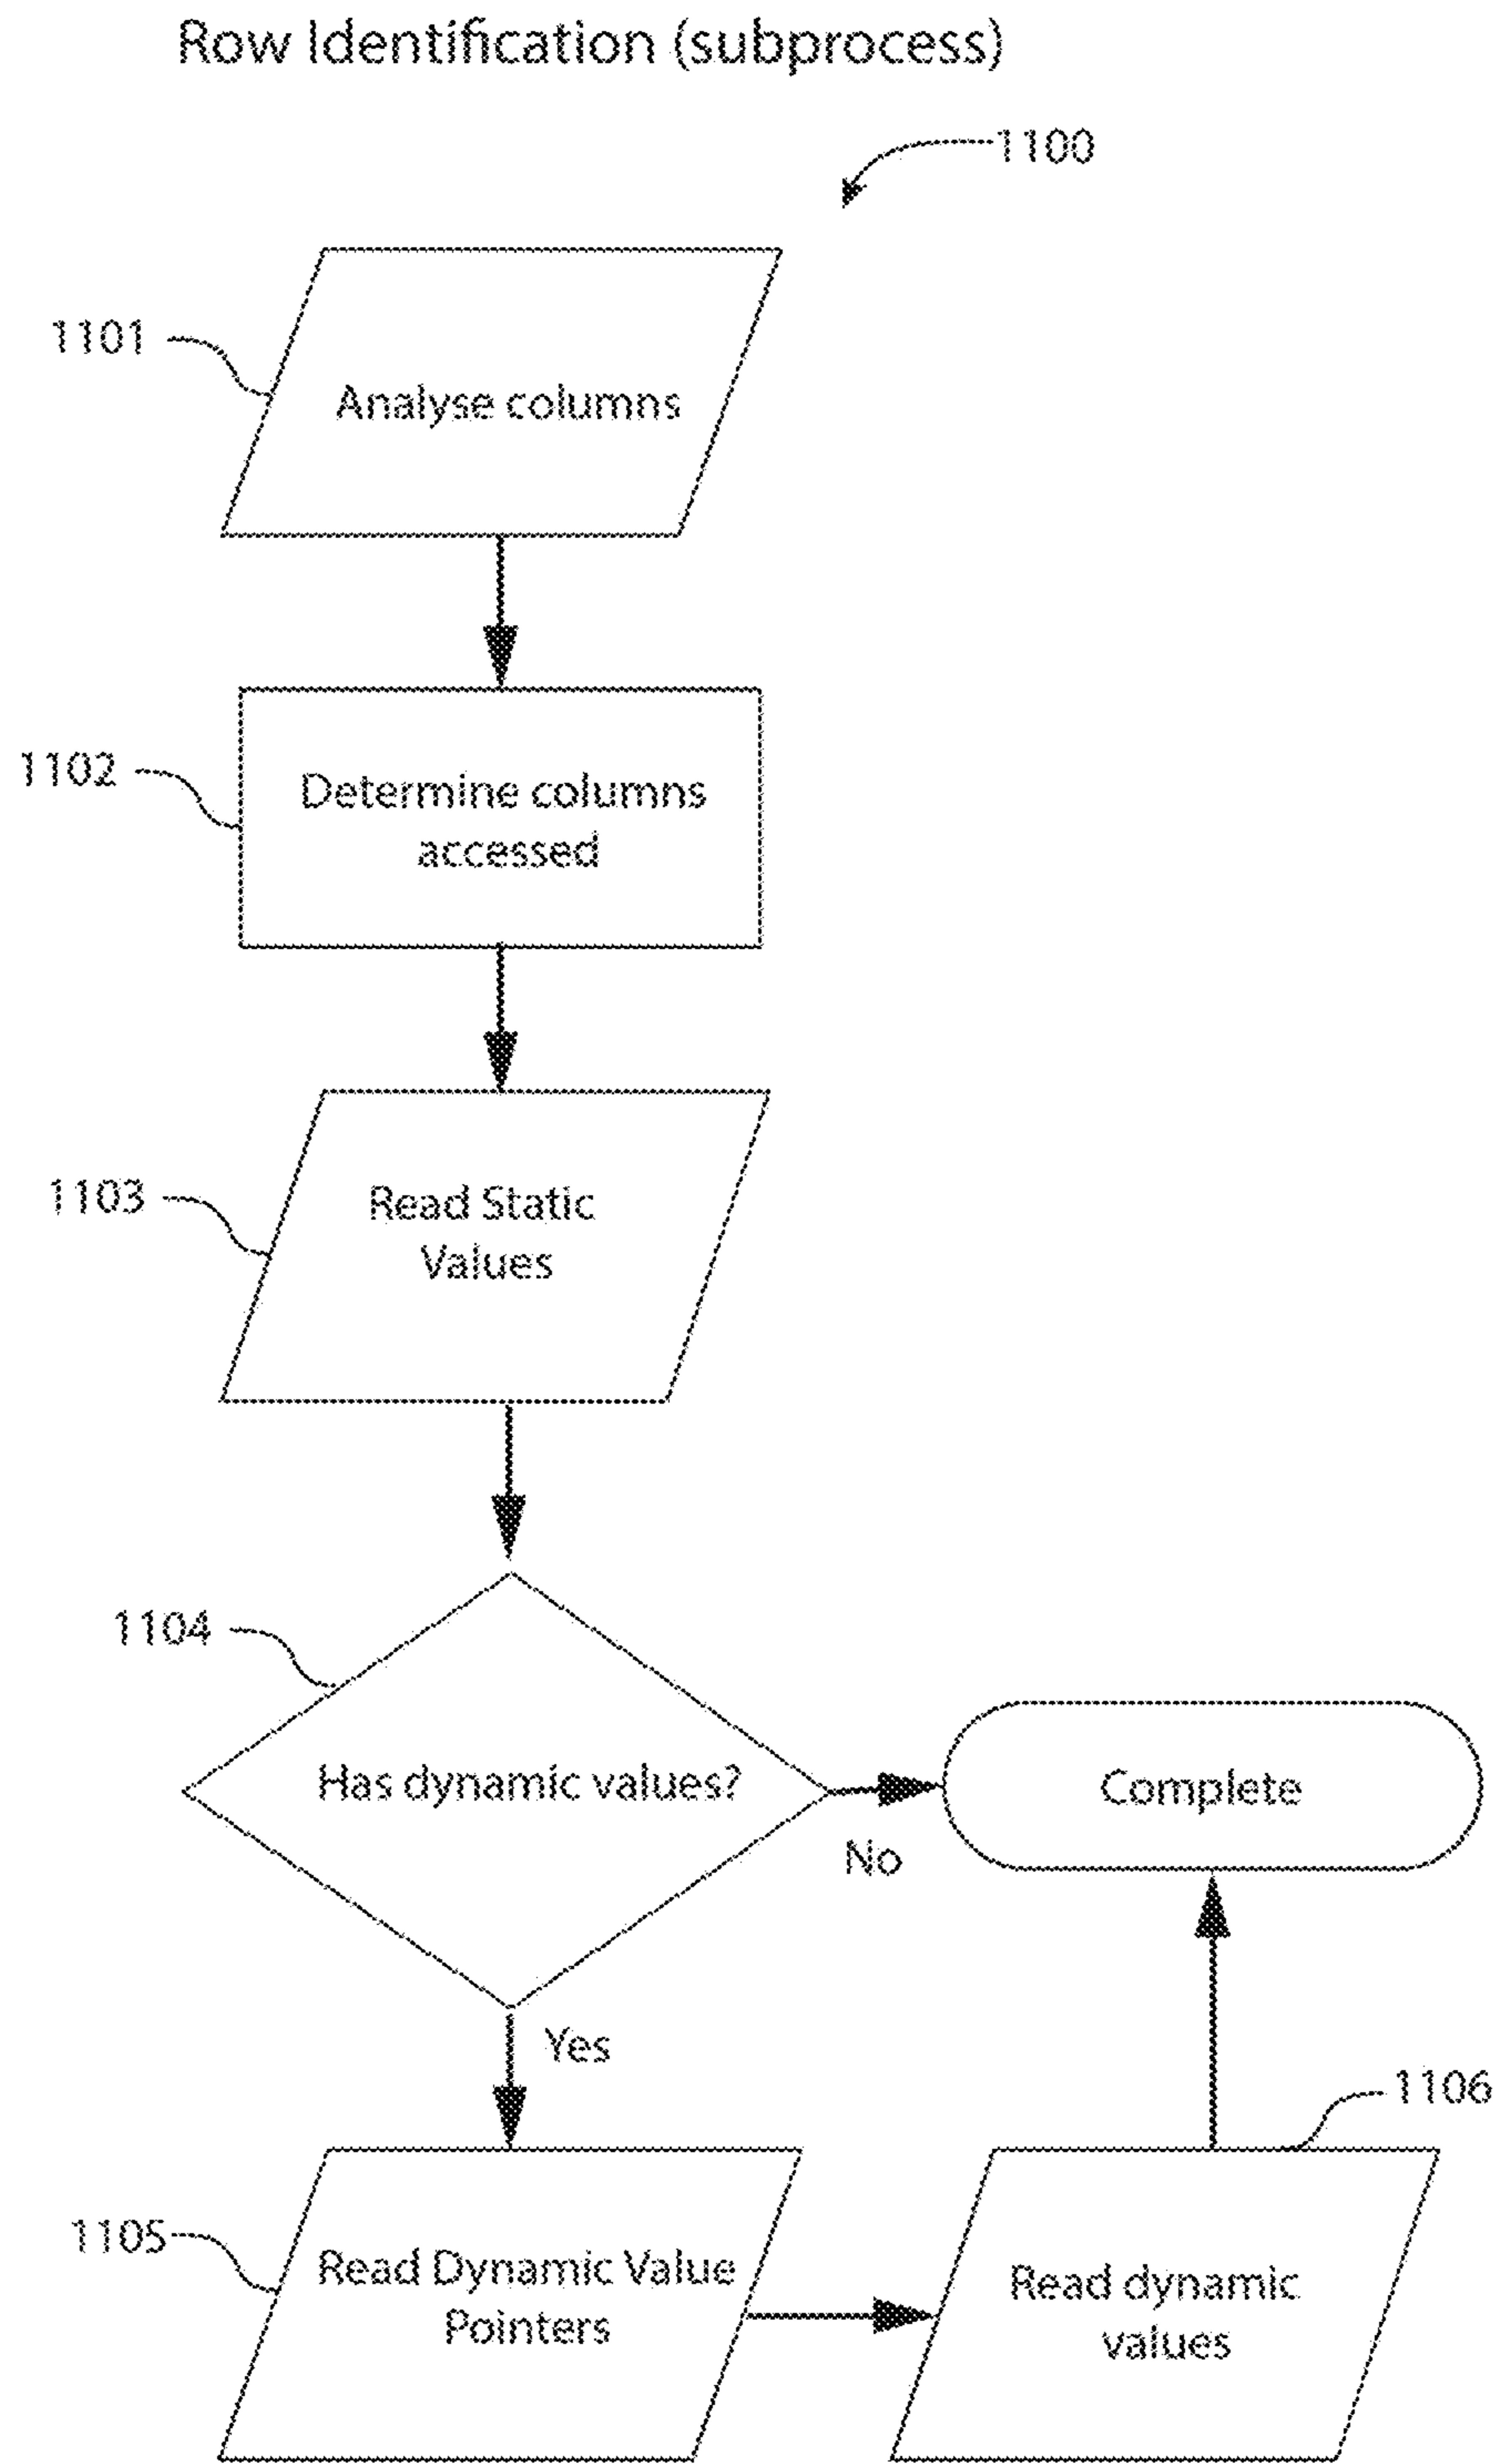 Row Identification (subprocess)
1100
1101
Analyse columns
1102
Determine columns
accessed
1103
Read Static
Values
1104
Has dynamic values?
Complete
No
Yes
1106
1105
Read Dynamic Value
Pointers
Read dynamic
values